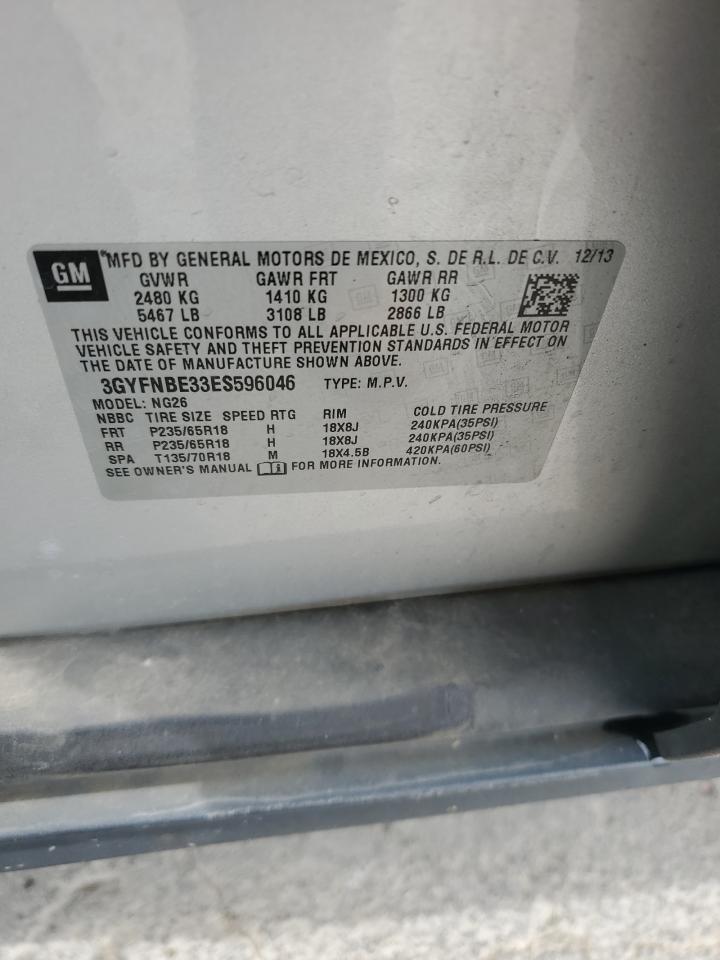 GM
*MFD BY GENERAL MOTORS DE MEXICO, S. DE R.L. DE C.V. 12/13
GVWR GAWR FRT GAWR RR
2480 KG 1410 KG 1300 KG
5467 LB 3108 LB 2866 LB
THIS VEHICLE CONFORMS TO ALL APPLICABLE U.S. FEDERAL MOTOR
VEHICLE SAFETY AND THEFT PREVENTION STANDARDS IN EFFECT ON
THE DATE OF MANUFACTURE SHOWN ABOVE.
3GYFNBE33ES596046 TYPE: M.P.V.
MODEL: NG26
NBBC TIRE SIZE SPEED RTG RIM COLD TIRE PRESSURE
FRT P235/65R18 H 18X8J 240KPA(35PSI)
RR P235/65R18 H 18X8J 240KPA(35PSI)
SPA T135/70R18 M 18X4.5B 420KPA(60PSI)
SEE OWNER'S MANUAL FOR MORE INFORMATION.